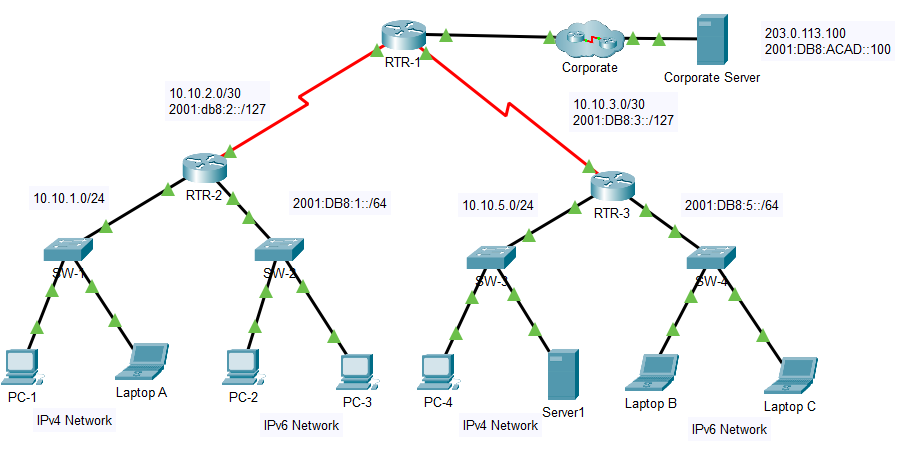 203.0.113.100
2001:DB8:ACAD::100
RTR-1
Corporate
Corporate Server
10.10.2.0/30
2001:db8:2::/127
10.10.3.0/30
2001:DB8:3::/127
RTR-2
RTR-3
10.10.1.0/24
2001:DB8:1::/64
10.10.5.0/24
2001:DB8:5::/64
SW-1
SW-2
SW-3
SW-4
PC-1
Laptop A
PC-2
PC-3
PC-4
Server1
Laptop B
Laptop C
IPv4 Network
IPv6 Network
IPv4 Network
IPv6 Network